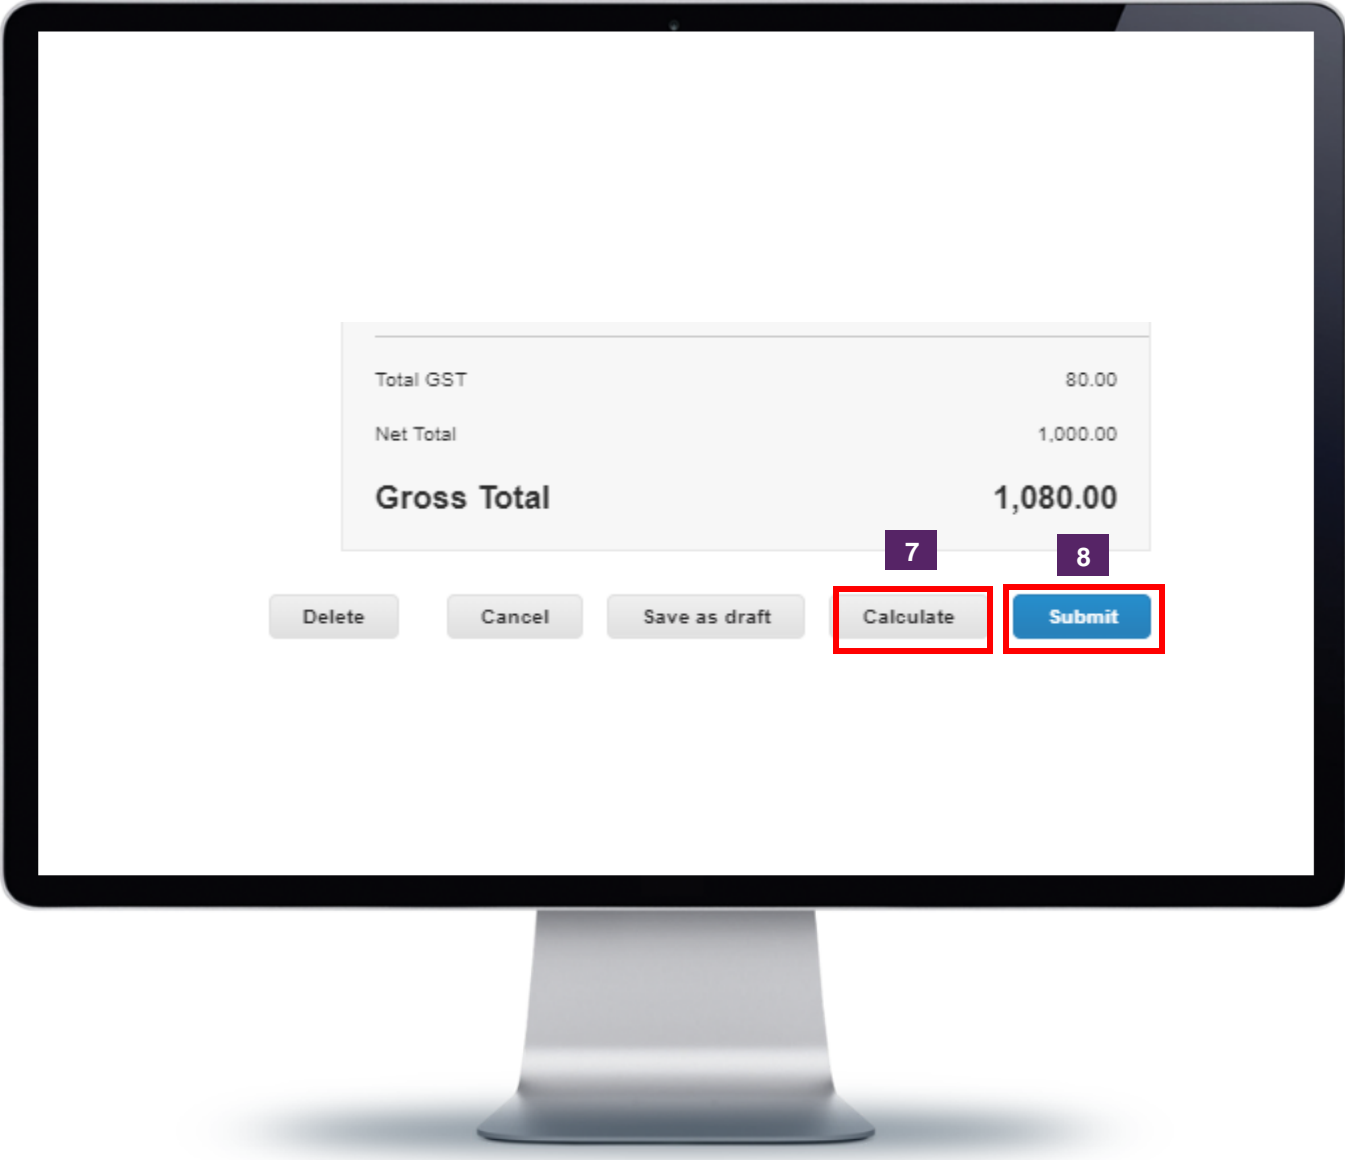 Total GST 80.00
Net Total 1,000.00
Gross Total 1,080.00
7 8
Delete Cancel Save as draft Calculate Submit